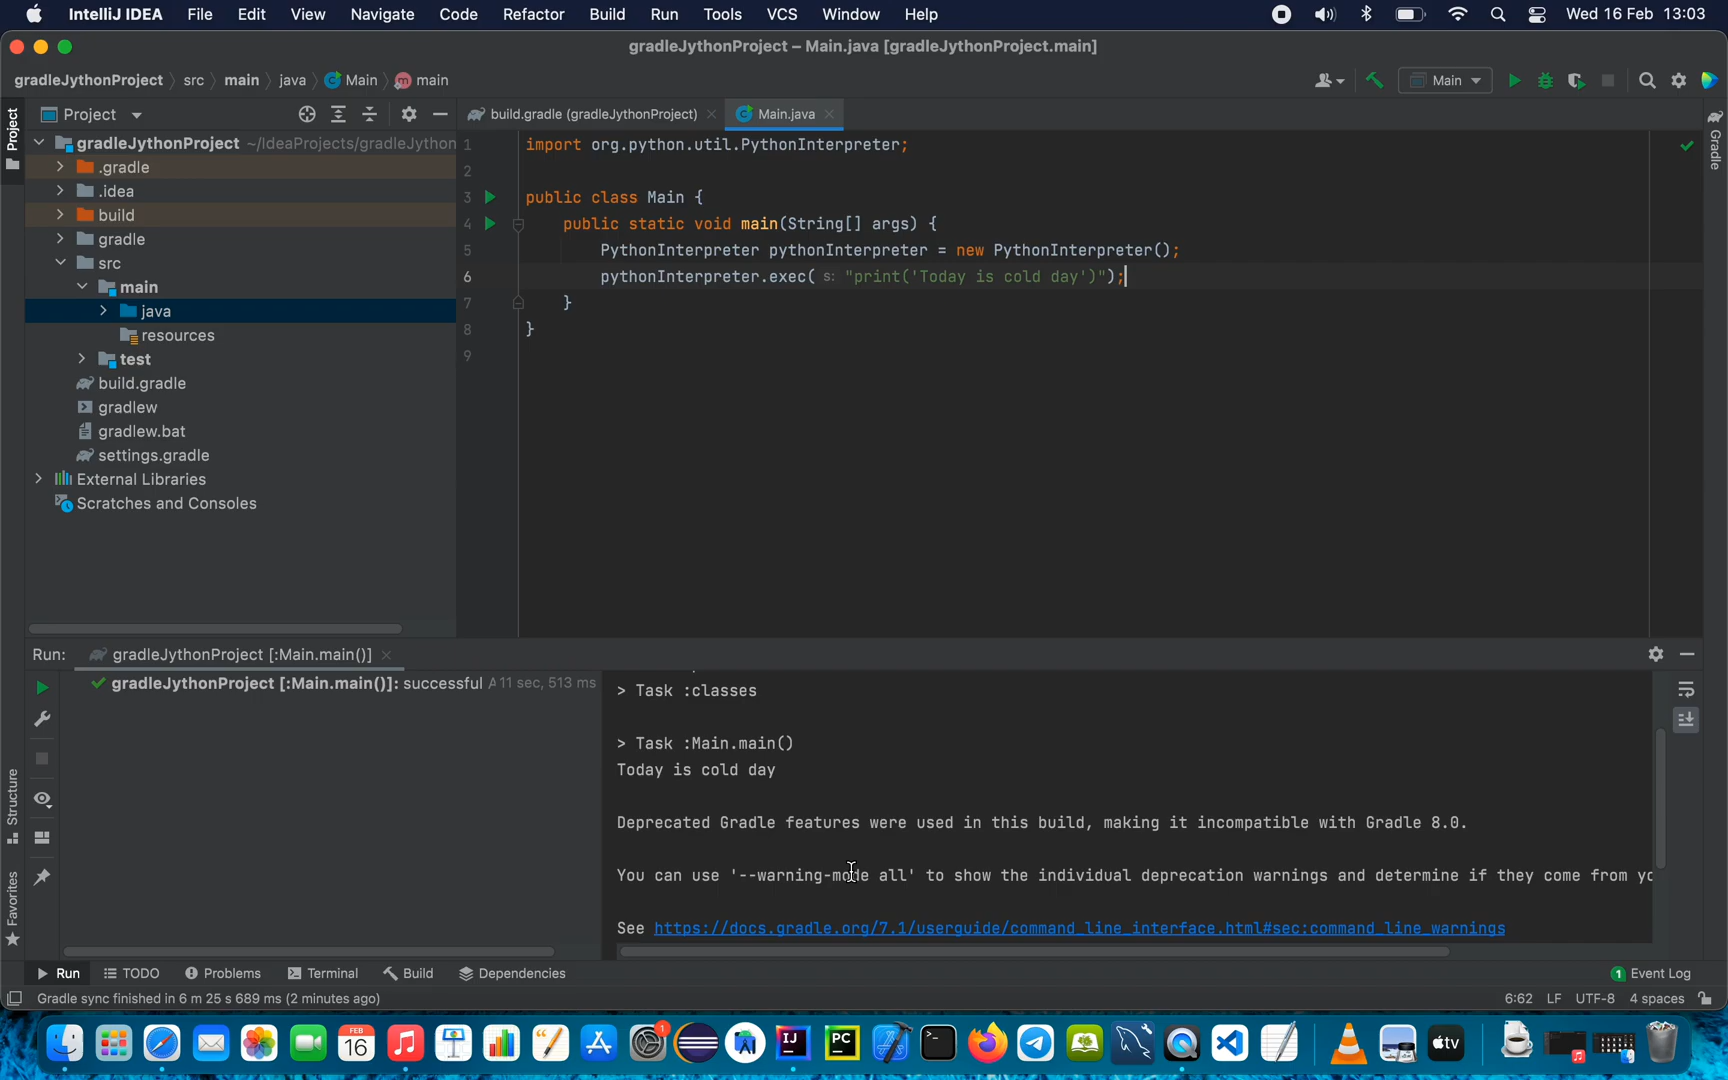 IntelliJ IDEA File Edit View Navigate Code Refactor Build Run Tools VCS Window Help Wed 16 Feb 13:03
gradleJythonProject – Main.java [gradleJythonProject.main]
gradleJythonProject src main java Main main
Main
Project
build.gradle (gradleJythonProject)
Main.java
Project
Gradle
Structure
Favorites
gradleJythonProject ~/IdeaProjects/gradleJython
.gradle
.idea
build
gradle
src
main
java
resources
test
build.gradle
gradlew
gradlew.bat
settings.gradle
External Libraries
Scratches and Consoles
1 import org.python.util.PythonInterpreter;
2
3 public class Main {
4 public static void main(String[] args) {
5 PythonInterpreter pythonInterpreter = new PythonInterpreter();
6 pythonInterpreter.exec( s: "print('Today is cold day')");
7 }
8 }
9
Run: gradleJythonProject [:Main.main()]
gradleJythonProject [:Main.main()]: successful A 11 sec, 513 ms
> Task :classes
> Task :Main.main()
Today is cold day
Deprecated Gradle features were used in this build, making it incompatible with Gradle 8.0.
You can use '--warning-mode all' to show the individual deprecation warnings and determine if they come from yo
See https://docs.gradle.org/7.1/userguide/command_line_interface.html#sec:command_line_warnings
Run TODO Problems Terminal Build Dependencies 1 Event Log
Gradle sync finished in 6 m 25 s 689 ms (2 minutes ago) 6:62 LF UTF-8 4 spaces
FEB
16
1
IJ
PC
tv